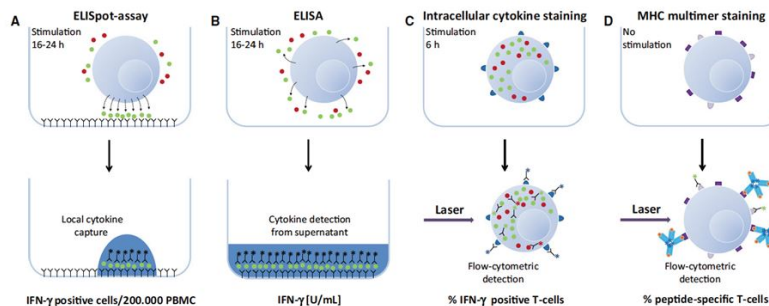 A
ELISpot-assay
Stimulation
16-24 h
Local cytokine
capture
IFN-γ positive cells/200.000 PBMC
B
ELISA
Stimulation
16-24 h
Cytokine detection
from supernatant
IFN-γ [U/mL]
C
Intracellular cytokine staining
Stimulation
6 h
Laser
Flow-cytometric
detection
% IFN-γ positive T-cells
D
MHC multimer staining
No
stimulation
Laser
Flow-cytometric
detection
% peptide-specific T-cells